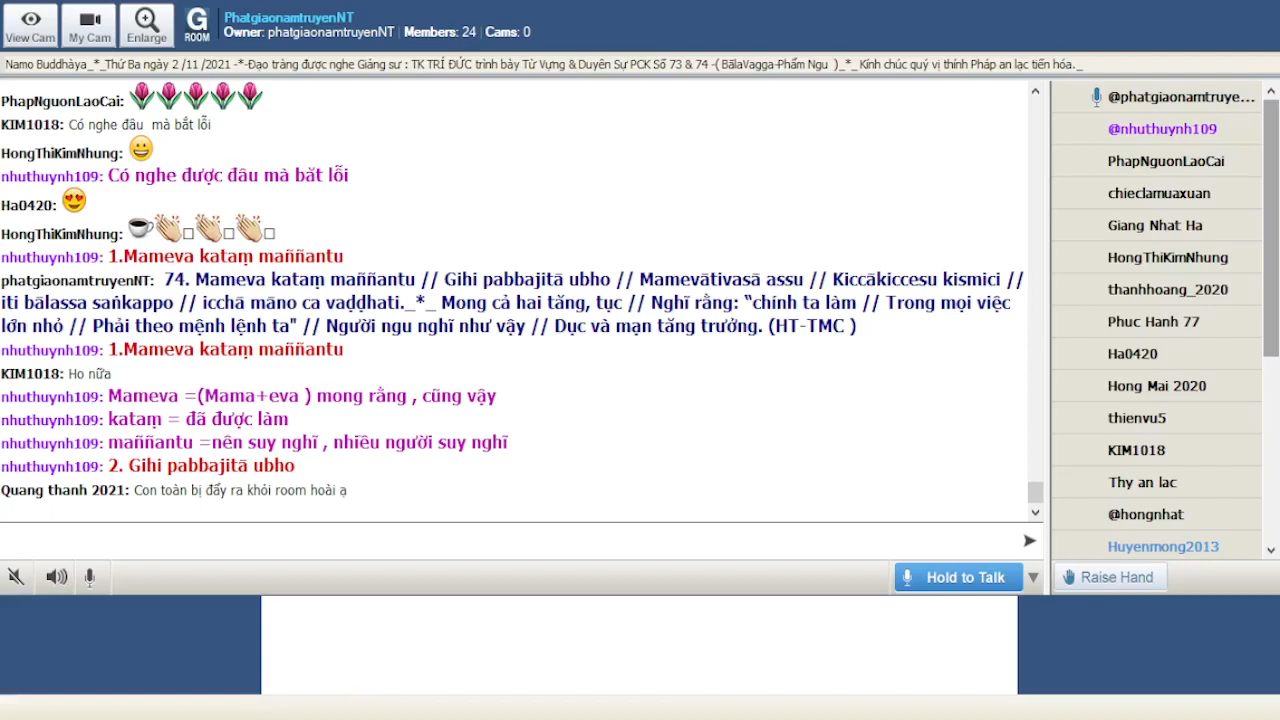 View Cam
My Cam
Enlarge
G
ROOM
PhatgiaonamtruyenNT
Owner: phatgiaonamtruyenNT | Members: 24 | Cams: 0
Namo Buddhàya_*_Thứ Ba ngày 2 /11 /2021 -*-Đạo tràng được nghe Giảng sư : TK TRÍ ĐỨC trình bày Từ Vựng & Duyên Sự PCK Số 73 & 74 -( BãlaVagga-Phẩm Ngu )_*_Kính chúc quý vị thính Pháp an lạc tiến hóa._
PhapNguonLaoCai:
KIM1018: Có nghe đâu mà bắt lỗi
HongThiKimNhung:
nhuthuynh109: Có nghe được đâu mà băt lỗi
Ha0420:
HongThiKimNhung:
nhuthuynh109: 1.Mameva kataṃ maññantu
phatgiaonamtruyenNT: 74. Mameva kataṃ maññantu // Gihi pabbajitā ubho // Mamevātivasā assu // Kiccākiccesu kismici //
iti bālassa saṅkappo // icchā māno ca vaḍḍhati._*_ Mong cả hai tăng, tục // Nghĩ rằng: “chính ta làm // Trong mọi việc
lớn nhỏ // Phải theo mệnh lệnh ta" // Người ngu nghĩ như vậy // Dục và mạn tăng trưởng. (HT-TMC )
nhuthuynh109: 1.Mameva kataṃ maññantu
KIM1018: Ho nữa
nhuthuynh109: Mameva =(Mama+eva ) mong rằng , cũng vậy
nhuthuynh109: kataṃ = đã được làm
nhuthuynh109: maññantu =nên suy nghĩ , nhiều người suy nghĩ
nhuthuynh109: 2. Gihi pabbajitā ubho
Quang thanh 2021: Con toàn bị đẩy ra khỏi room hoài ạ
Hold to Talk
@phatgiaonamtruye...
@nhuthuynh109
PhapNguonLaoCai
chieclamuaxuan
Giang Nhat Ha
HongThiKimNhung
thanhhoang_2020
Phuc Hanh 77
Ha0420
Hong Mai 2020
thienvu5
KIM1018
Thy an lac
@hongnhat
Huyenmong2013
Raise Hand